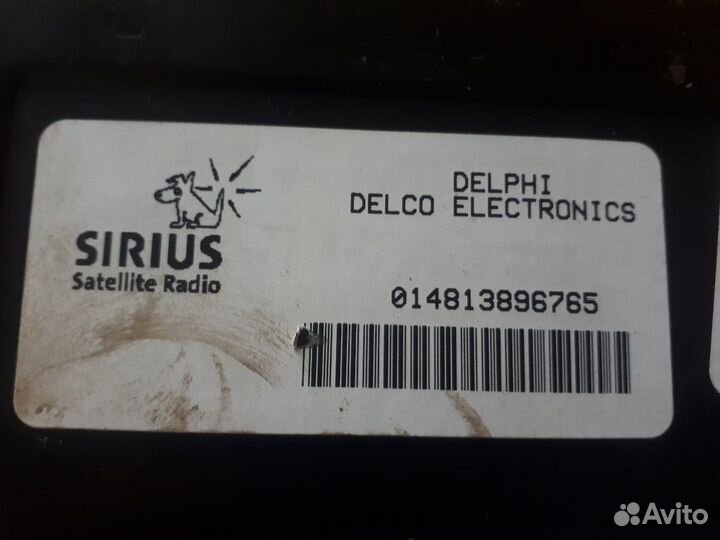 SIRIUS
Satellite Radio
DELPHI
DELCO ELECTRONICS
014813896765
Avito